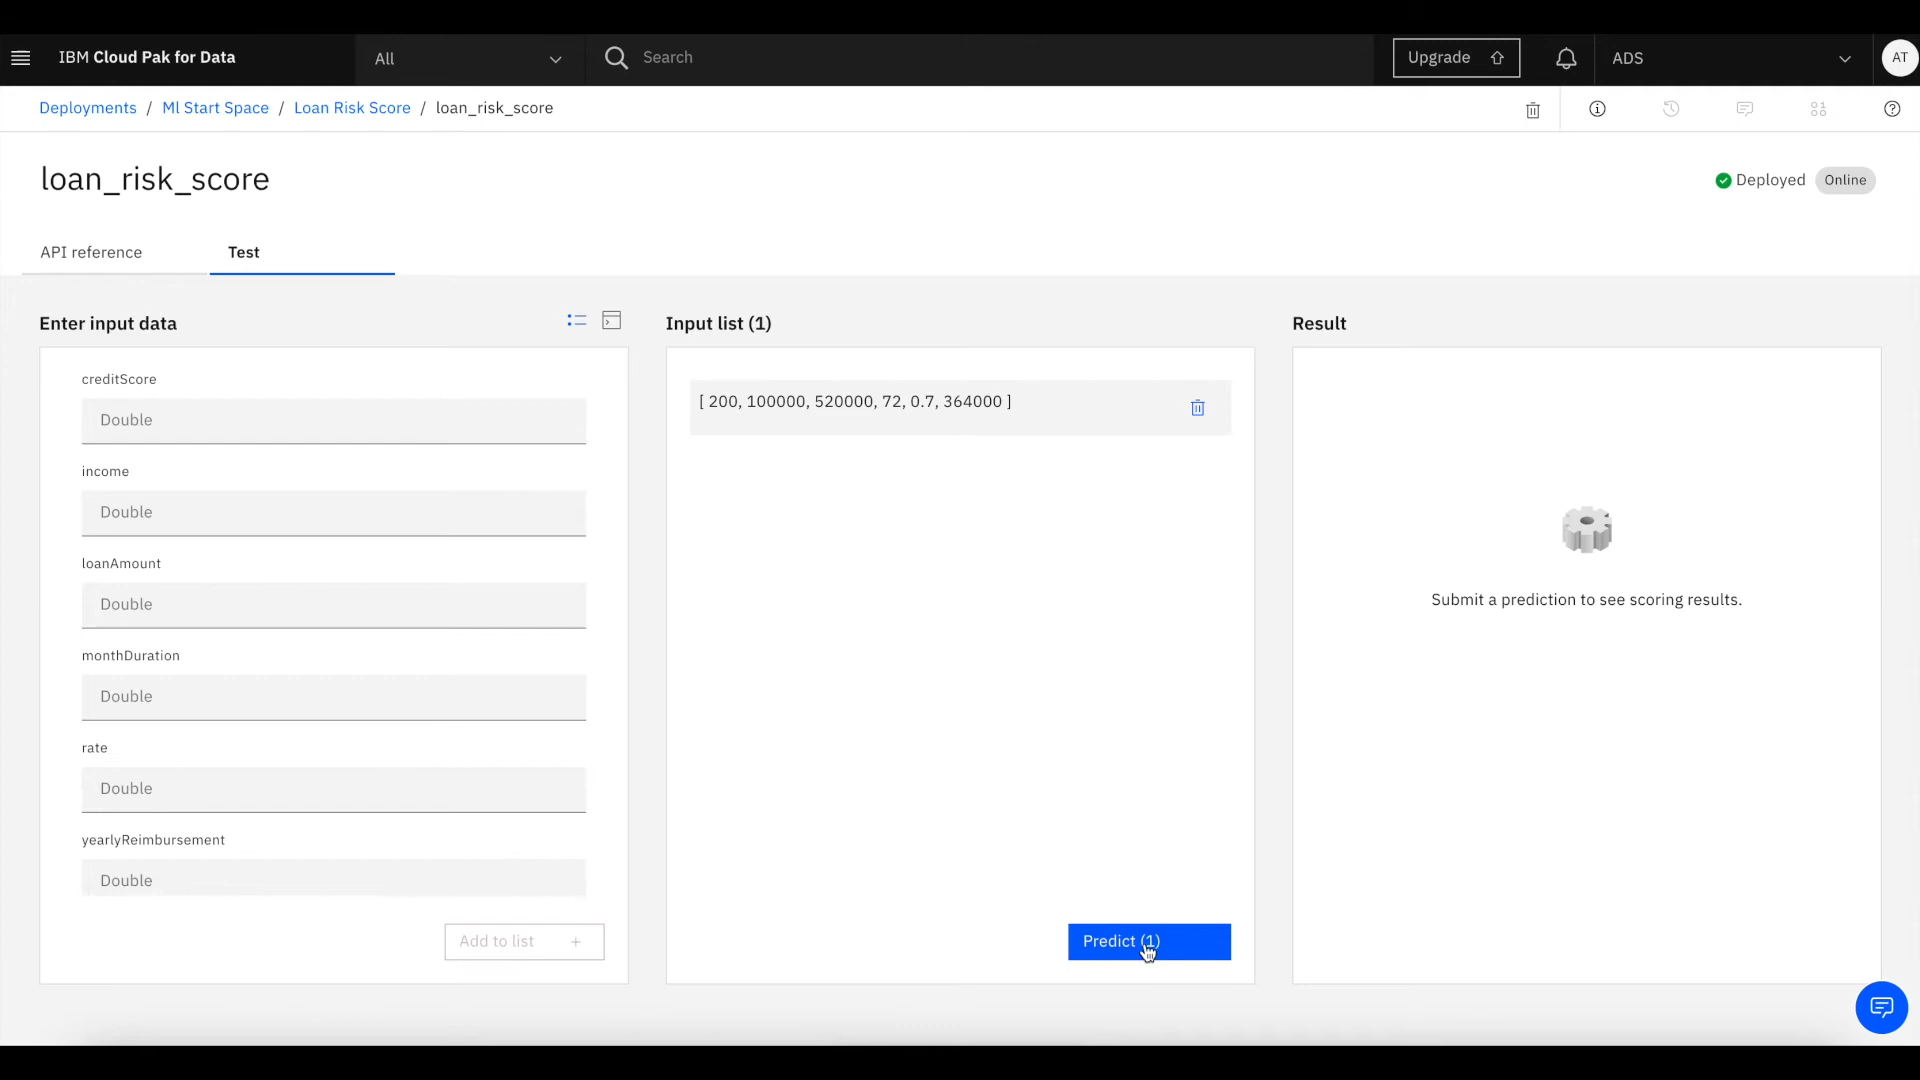 IBM Cloud Pak for Data
All
Search
Upgrade
ADS
AT
Deployments / Ml Start Space / Loan Risk Score / loan_risk_score
loan_risk_score
Deployed
Online
API reference
Test
Enter input data
creditScore
Double
income
Double
loanAmount
Double
monthDuration
Double
rate
Double
yearlyReimbursement
Double
Add to list +
Input list (1)
[ 200, 100000, 520000, 72, 0.7, 364000 ]
Predict (1)
Result
Submit a prediction to see scoring results.